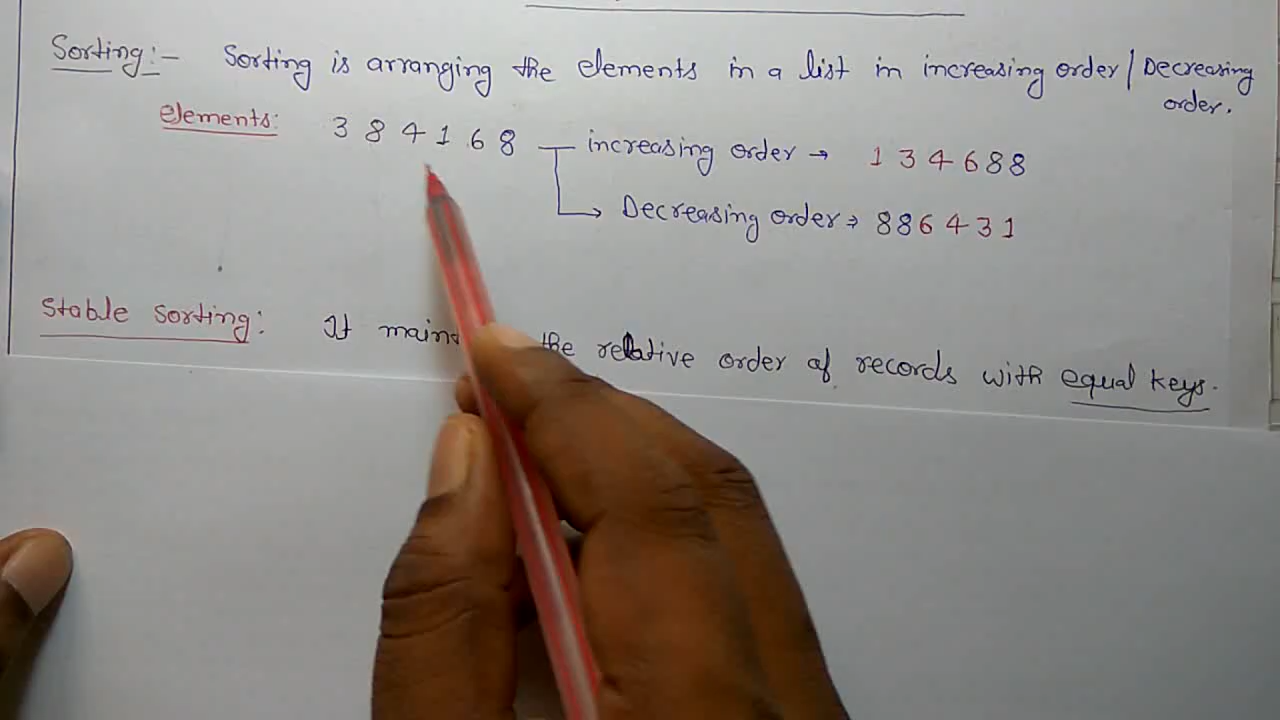 Sorting:- Sorting is arranging the elements in a list in increasing order / Decreasing order.
elements: 3 8 4 1 6 8 increasing order → 1 3 4 6 8 8
Decreasing order → 8 8 6 4 3 1
Stable Sorting: It the relative order of records with equal keys.